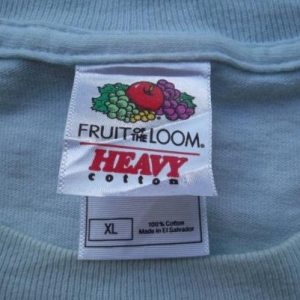 FRUIT OF THE LOOM®
HEAVY
cotton
XL
100% Cotton
Made in El Salvador